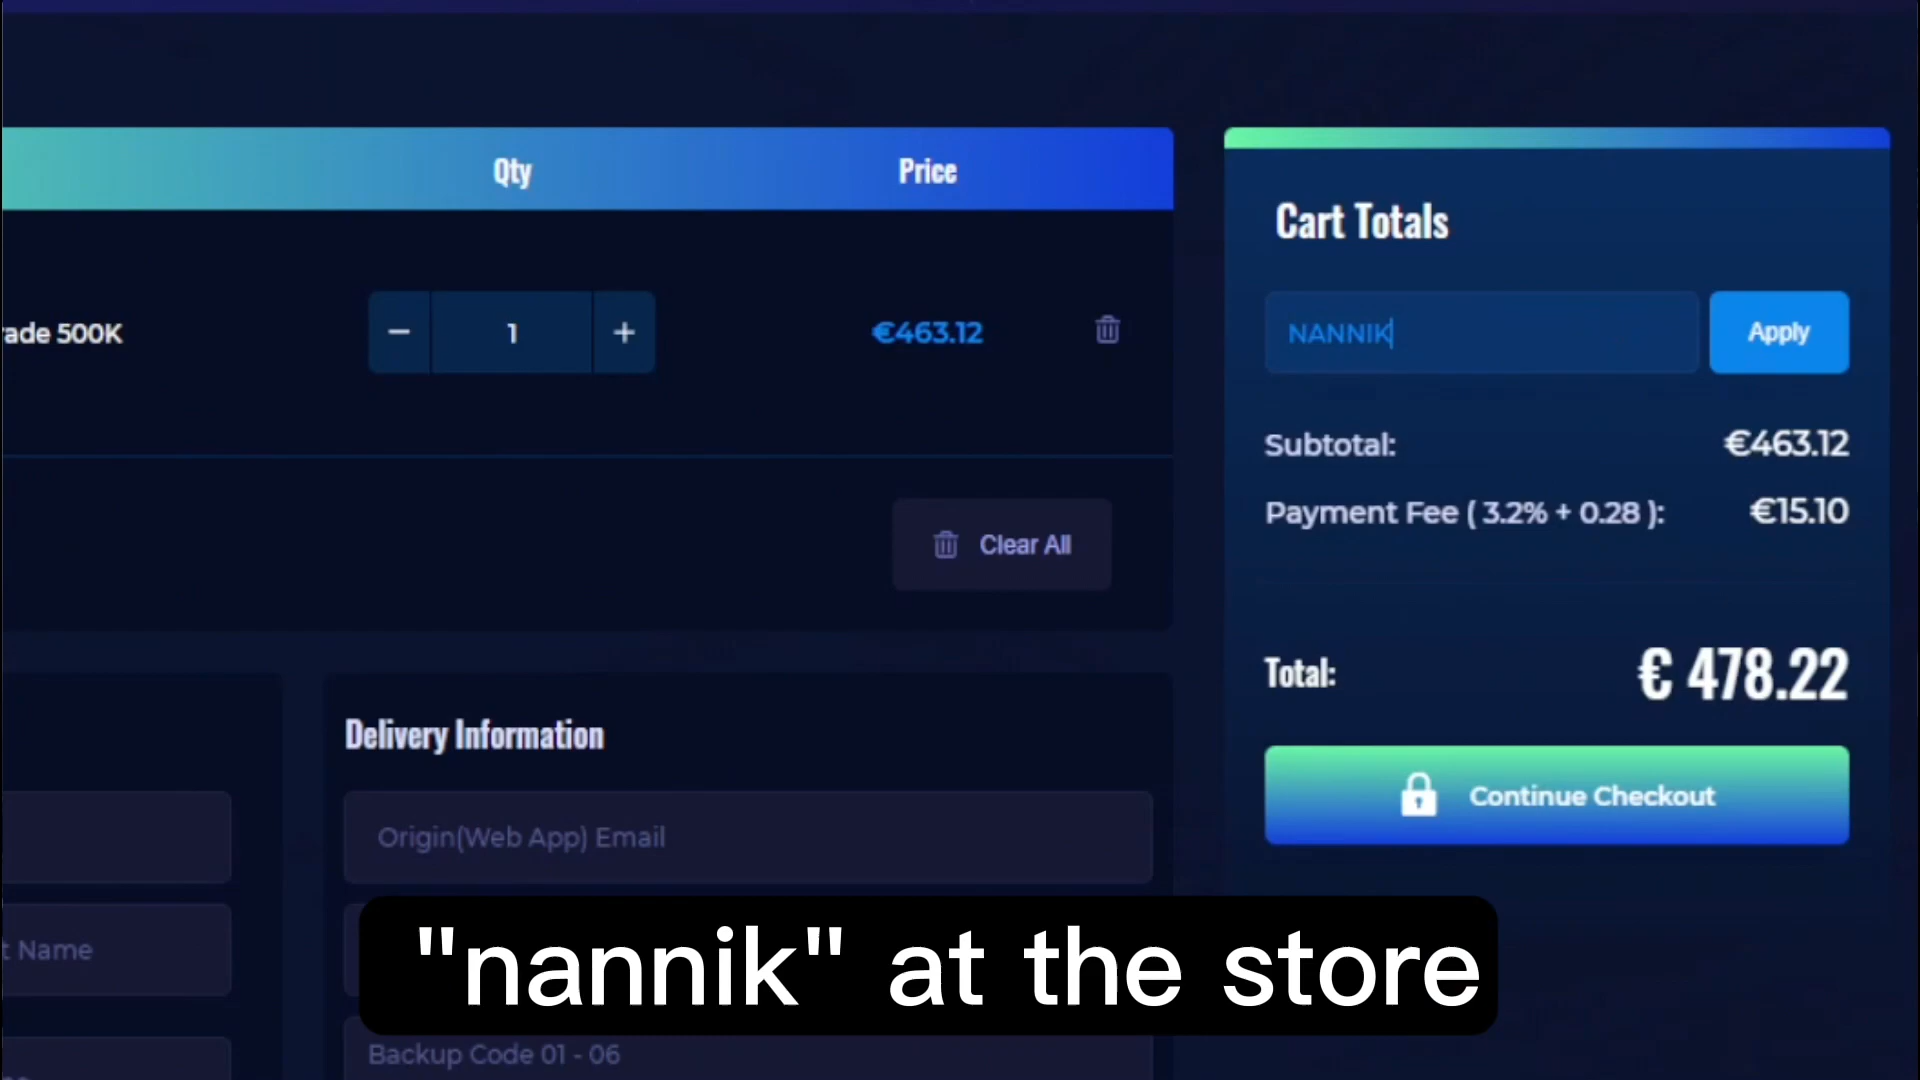 Qty
Price
rade 500K
−
1
+
€463.12
Clear All
Cart Totals
NANNIK
Apply
Subtotal:
€463.12
Payment Fee ( 3.2% + 0.28 ):
€15.10
Total:
€ 478.22
Continue Checkout
Delivery Information
Origin(Web App) Email
t Name
Backup Code 01 - 06
"nannik" at the store